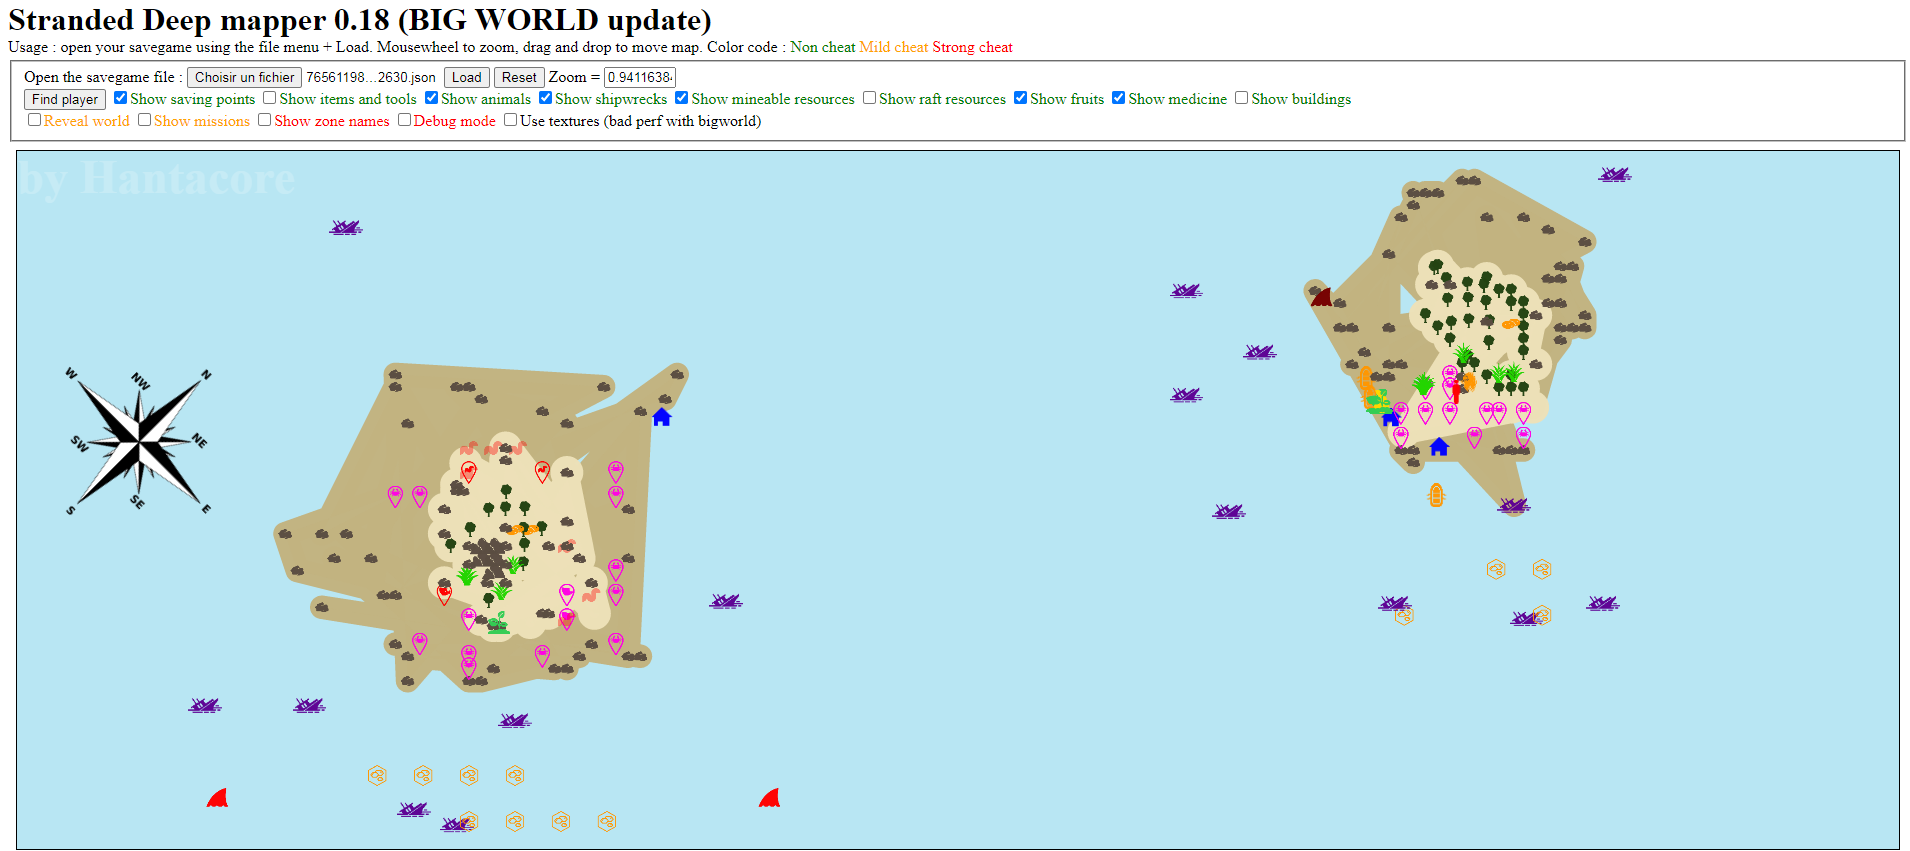 Stranded Deep mapper 0.18 (BIG WORLD update)
Usage : open your savegame using the file menu + Load. Mousewheel to zoom, drag and drop to move map. Color code : Non cheat Mild cheat Strong cheat
Open the savegame file : Choisir un fichier 76561198...2630.json Load Reset Zoom = 0.9411638
Find player Show saving points Show items and tools Show animals Show shipwrecks Show mineable resources Show raft resources Show fruits Show medicine Show buildings
Reveal world Show missions Show zone names Debug mode Use textures (bad perf with bigworld)
by Hantacore
W NW N
SW NE
S SE E